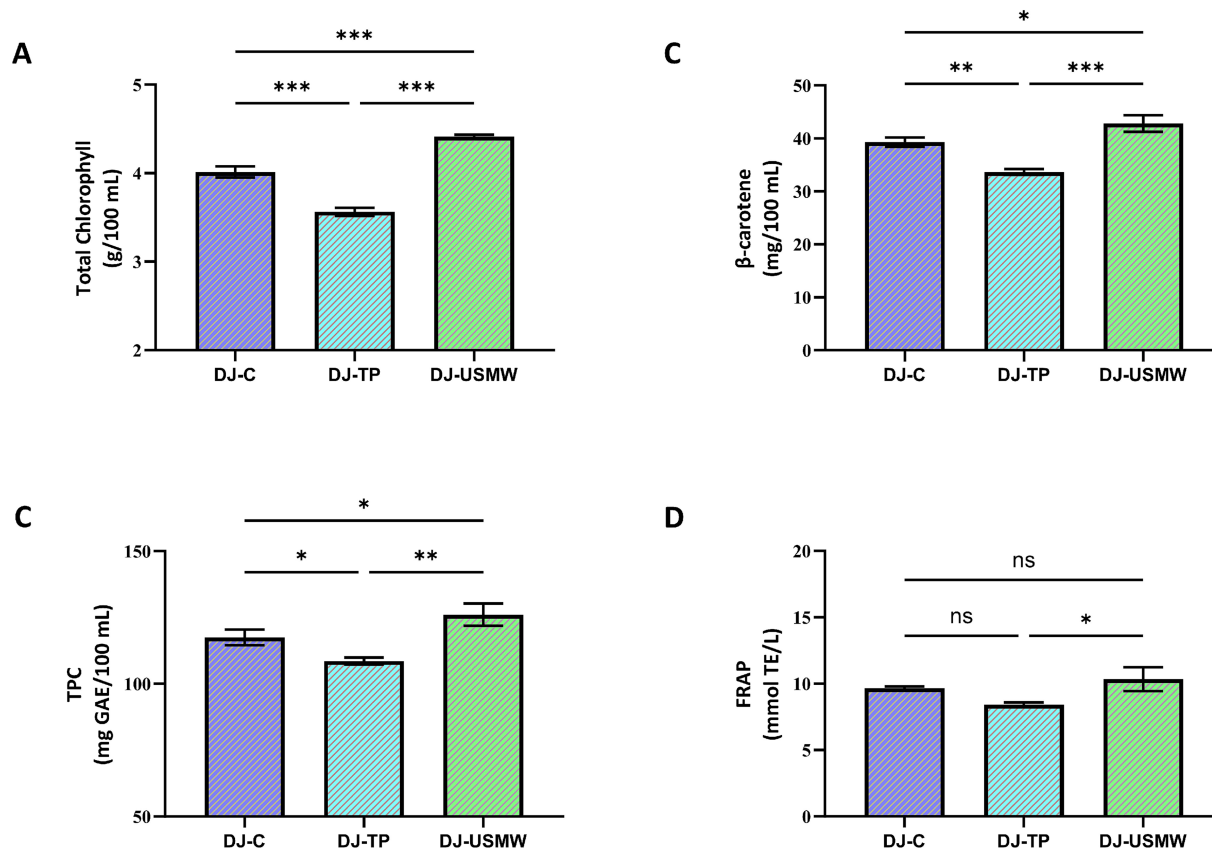 A
***
***
***
Total Chlorophyll
(g/100 mL)
5
4
3
2
DJ-C
DJ-TP
DJ-USMW
C
*
**
***
β-carotene
(mg/100 mL)
50
40
30
20
10
0
DJ-C
DJ-TP
DJ-USMW
C
*
*
**
TPC
(mg GAE/100 mL)
150
100
50
DJ-C
DJ-TP
DJ-USMW
D
ns
ns
*
FRAP
(mmol TE/L)
20
15
10
5
0
DJ-C
DJ-TP
DJ-USMW